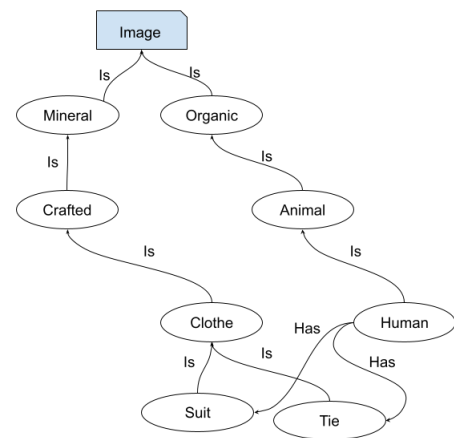 Image
Is
Is
Mineral
Organic
Is
Is
Crafted
Animal
Is
Is
Clothe
Human
Has
Is
Is
Has
Suit
Tie